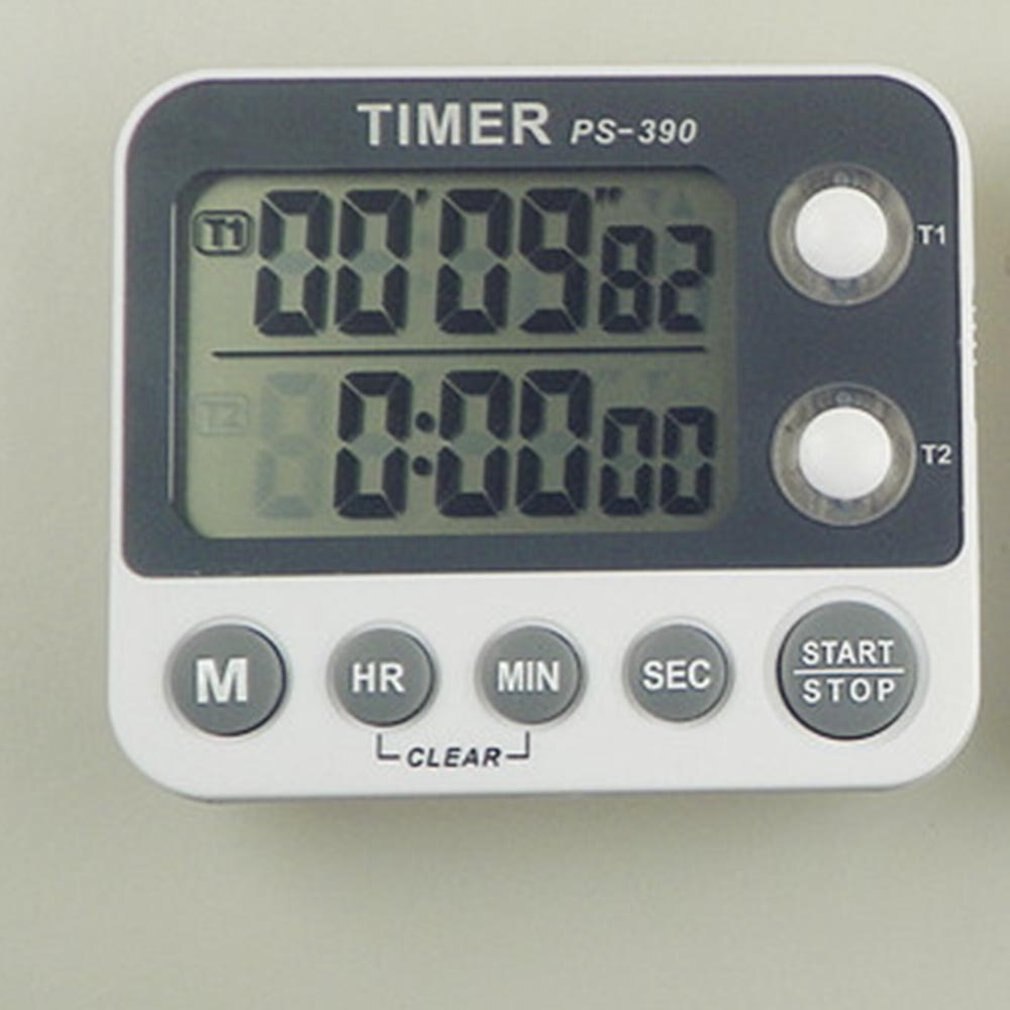 TIMER PS-390
T1 00'09"82 T1
T2 0:00 00 T2
M HR MIN SEC START
STOP
CLEAR